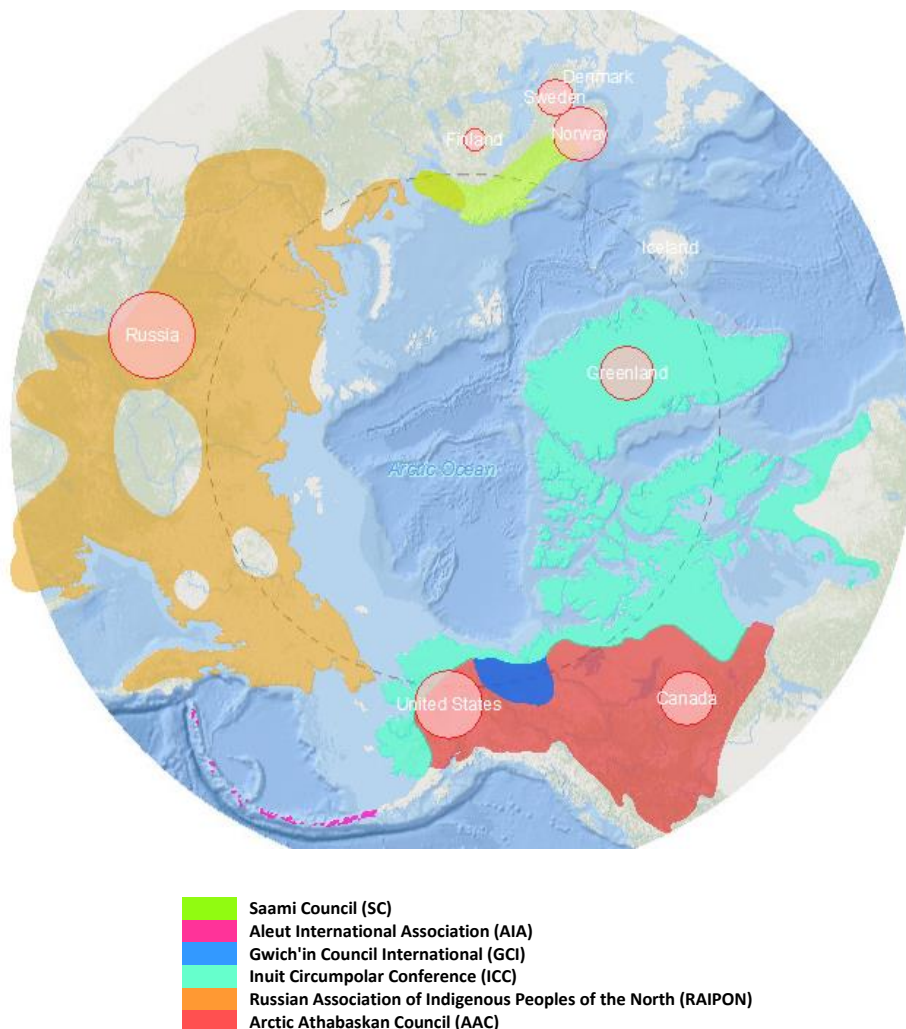 Denmark
Sweden
Finland
Norway
Iceland
Russia
Greenland
Arctic Ocean
United States
Canada
Saami Council (SC)
Aleut International Association (AIA)
Gwich'in Council International (GCI)
Inuit Circumpolar Conference (ICC)
Russian Association of Indigenous Peoples of the North (RAIPON)
Arctic Athabaskan Council (AAC)